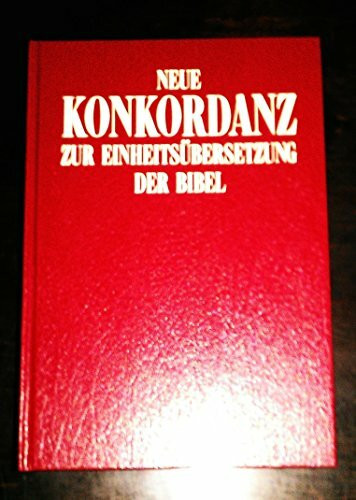 NEUE
KONKORDANZ
ZUR EINHEITSÜBERSETZUNG
DER BIBEL